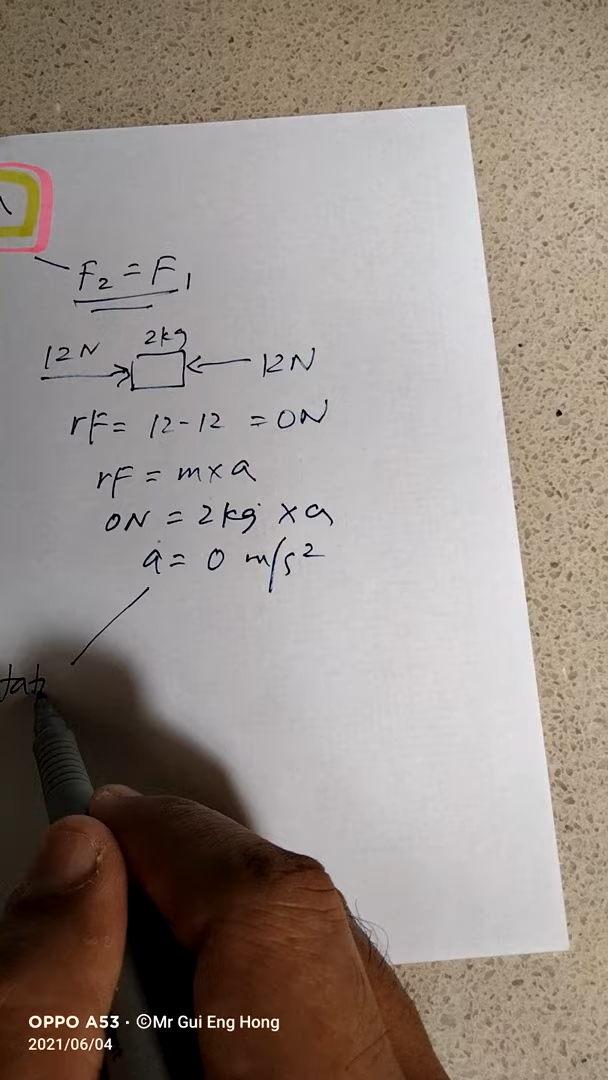 F₂ = F₁
2kg
12N 12N
rF = 12-12 = 0N
rF = m x a
0N = 2kg x a
a = 0 m/s²
OPPO A53 · ©Mr Gui Eng Hong
2021/06/04